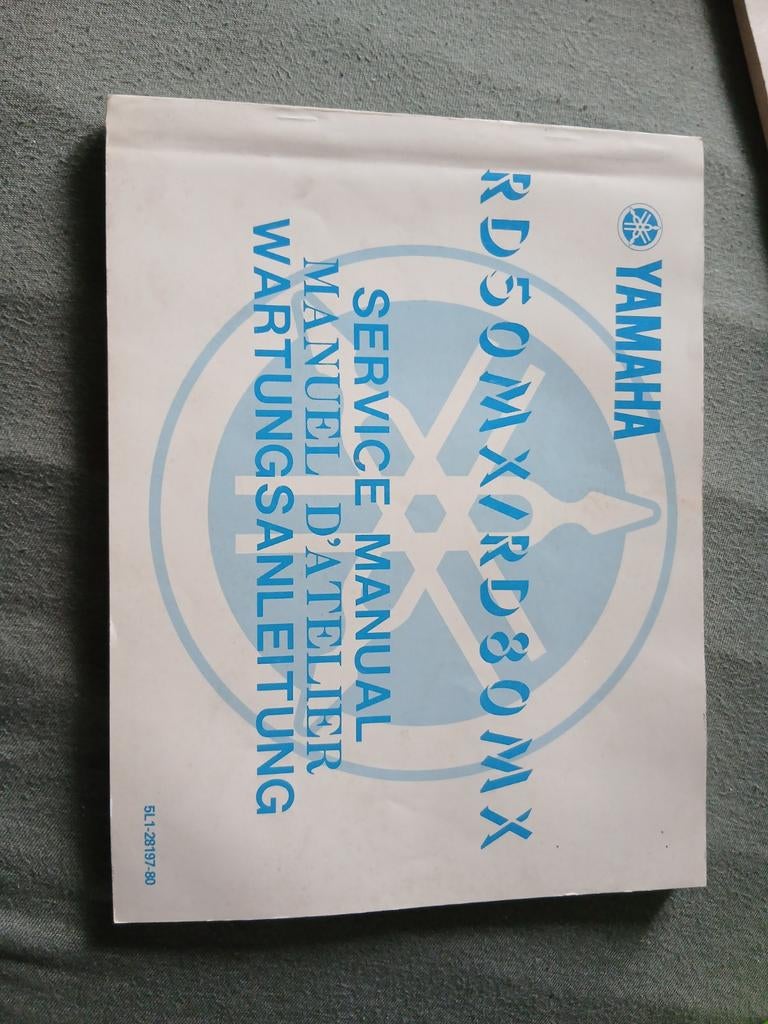 YAMAHA
RD50MX/RD80MX
SERVICE MANUAL
MANUEL D'ATELIER
WARTUNGSANLEITUNG
5L1-28197-80